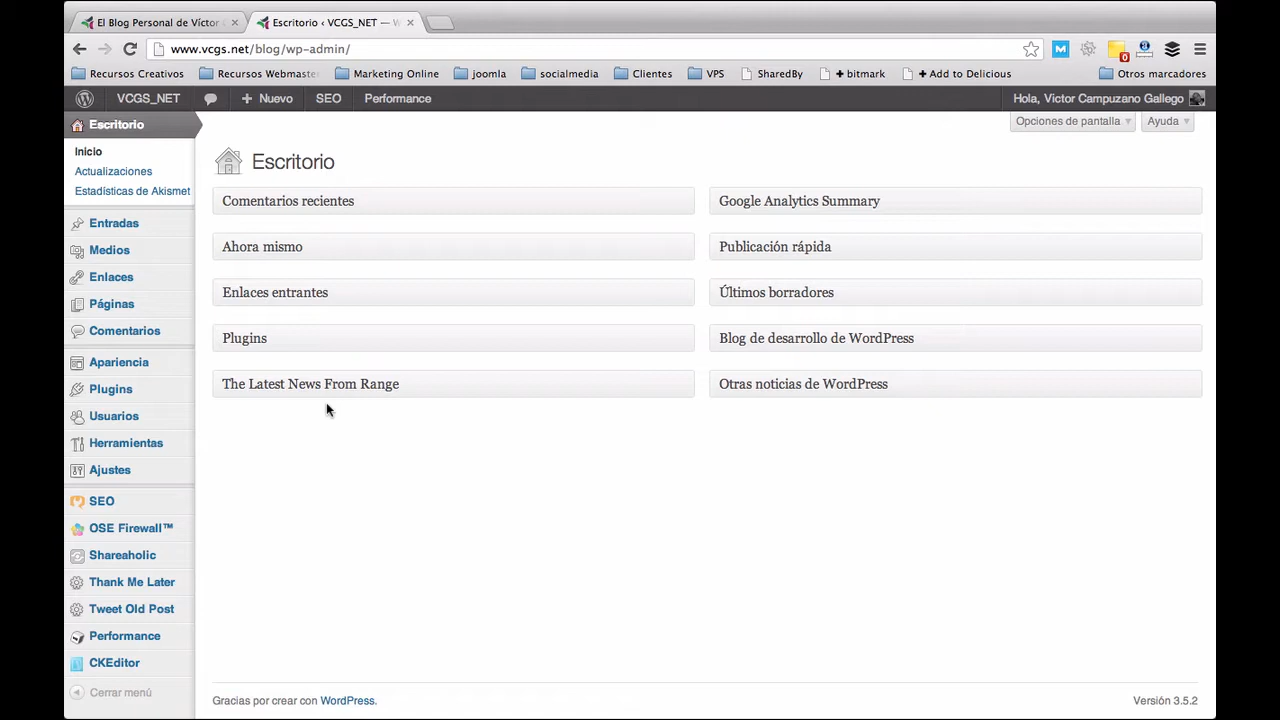 El Blog Personal de Víctor
Escritorio ‹ VCGS_NET — W
www.vcgs.net/blog/wp-admin/
Recursos Creativos
Recursos Webmaste
Marketing Online
joomla
socialmedia
Clientes
VPS
SharedBy
+ bitmark
+ Add to Delicious
Otros marcadores
VCGS_NET
+ Nuevo
SEO
Performance
Hola, Victor Campuzano Gallego
Escritorio
Opciones de pantalla
Ayuda
Inicio
Actualizaciones
Estadísticas de Akismet
Entradas
Medios
Enlaces
Páginas
Comentarios
Apariencia
Plugins
Usuarios
Herramientas
Ajustes
SEO
OSE Firewall™
Shareaholic
Thank Me Later
Tweet Old Post
Performance
CKEditor
Cerrar menú
Escritorio
Comentarios recientes
Ahora mismo
Enlaces entrantes
Plugins
The Latest News From Range
Google Analytics Summary
Publicación rápida
Últimos borradores
Blog de desarrollo de WordPress
Otras noticias de WordPress
Gracias por crear con WordPress.
Versión 3.5.2